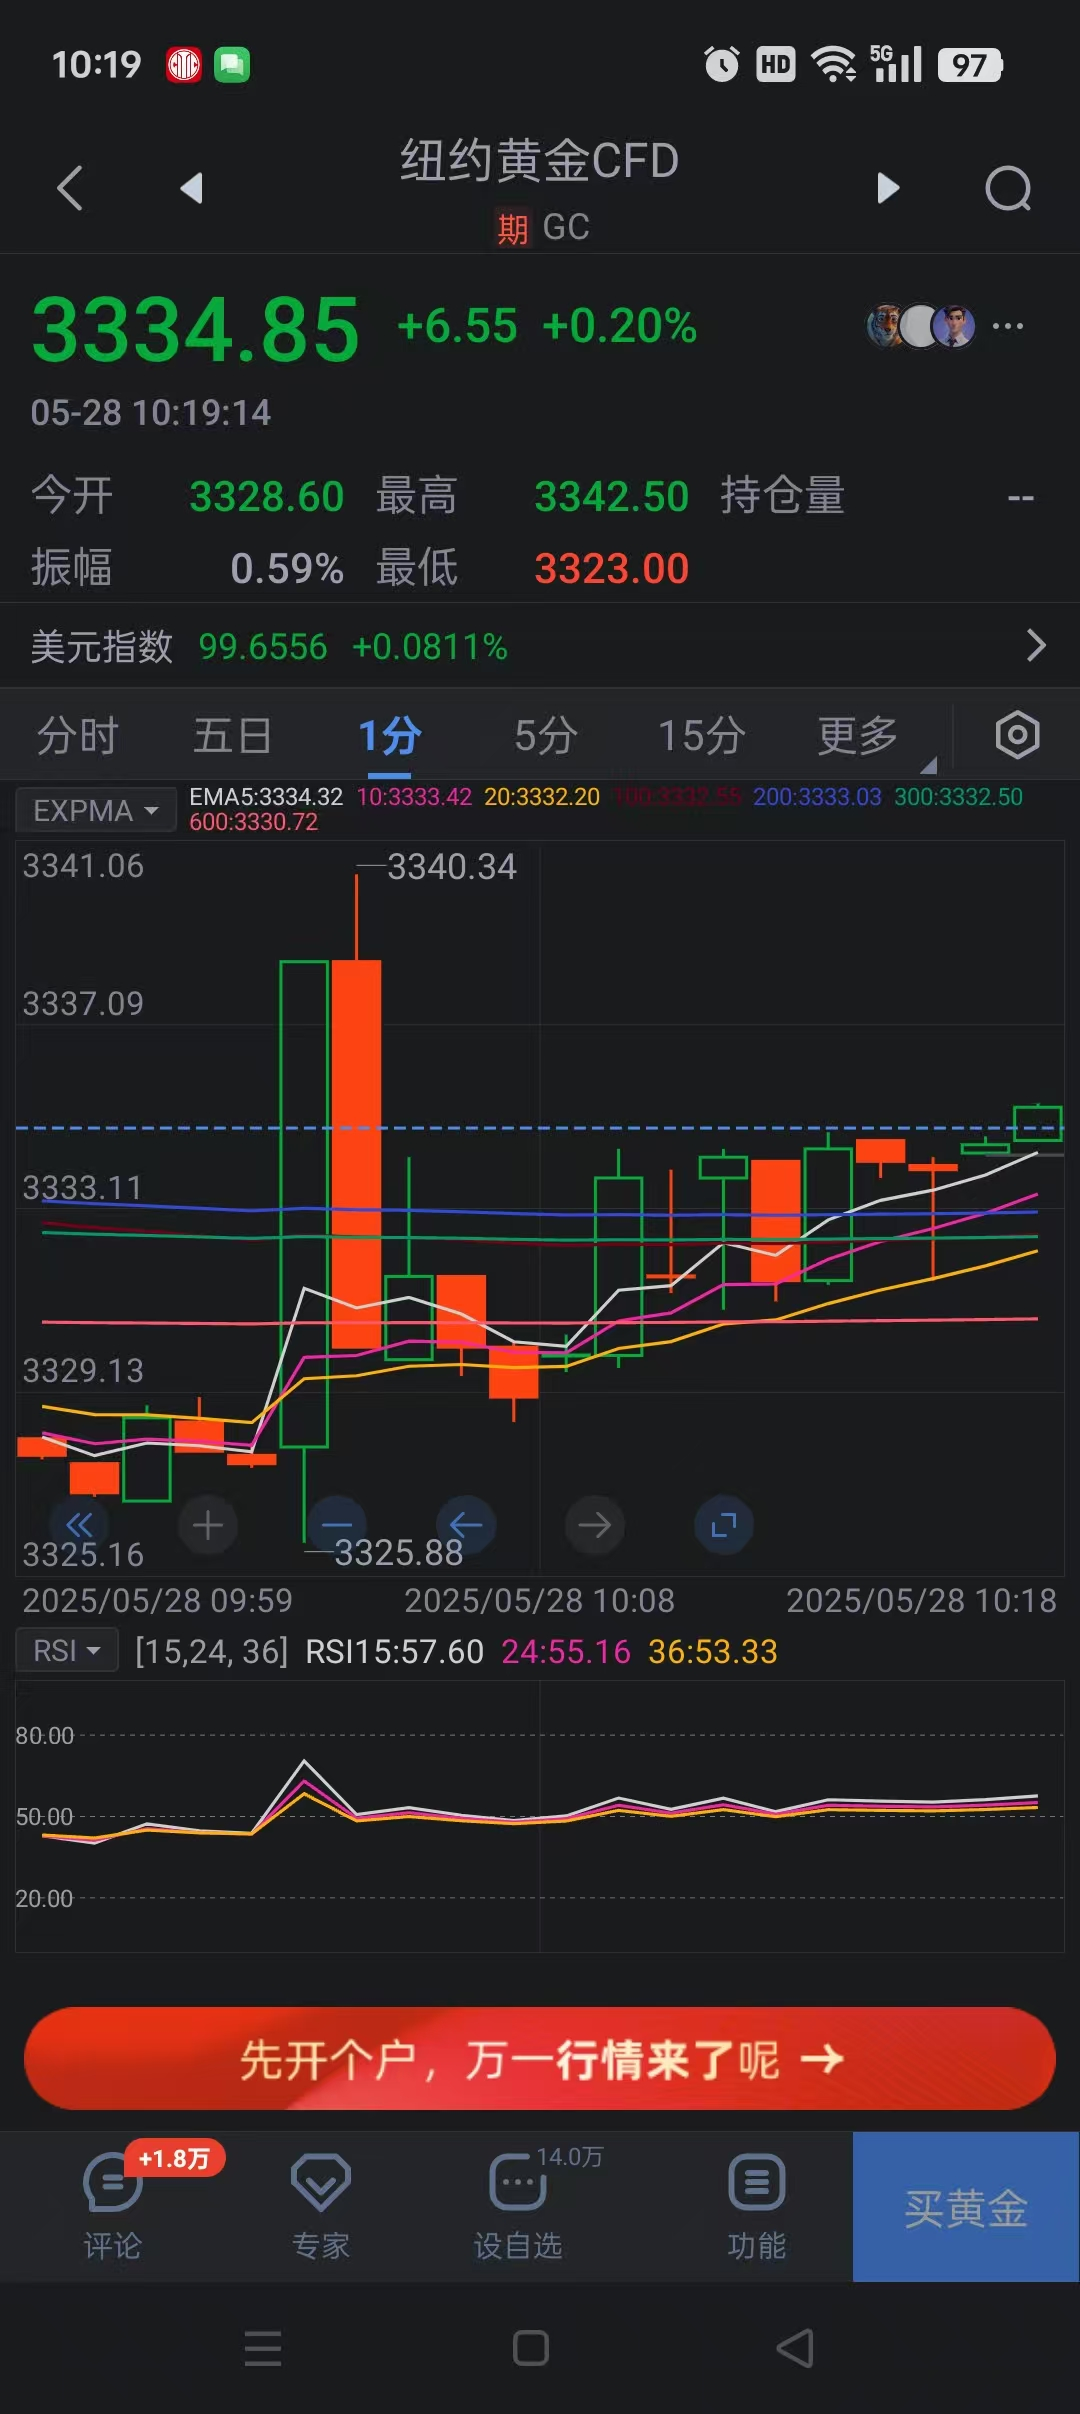 10:19 HD 5G 97
纽约黄金CFD
期 GC
3334.85 +6.55 +0.20%
05-28 10:19:14
今开 3328.60 最高 3342.50 持仓量 --
振幅 0.59% 最低 3323.00
美元指数 99.6556 +0.0811%
分时 五日 1分 5分 15分 更多
EXPMA EMA5:3334.32 10:3333.42 20:3332.20 100:3332.55 200:3333.03 300:3332.50
600:3330.72
3341.06 3340.34
3337.09
3333.11
3329.13
3325.16 3325.88
2025/05/28 09:59 2025/05/28 10:08 2025/05/28 10:18
RSI [15,24, 36] RSI15:57.60 24:55.16 36:53.33
80.00
50.00
20.00
先开个户，万一行情来了呢
+1.8万 14.0万
评论 专家 设自选 功能 买黄金